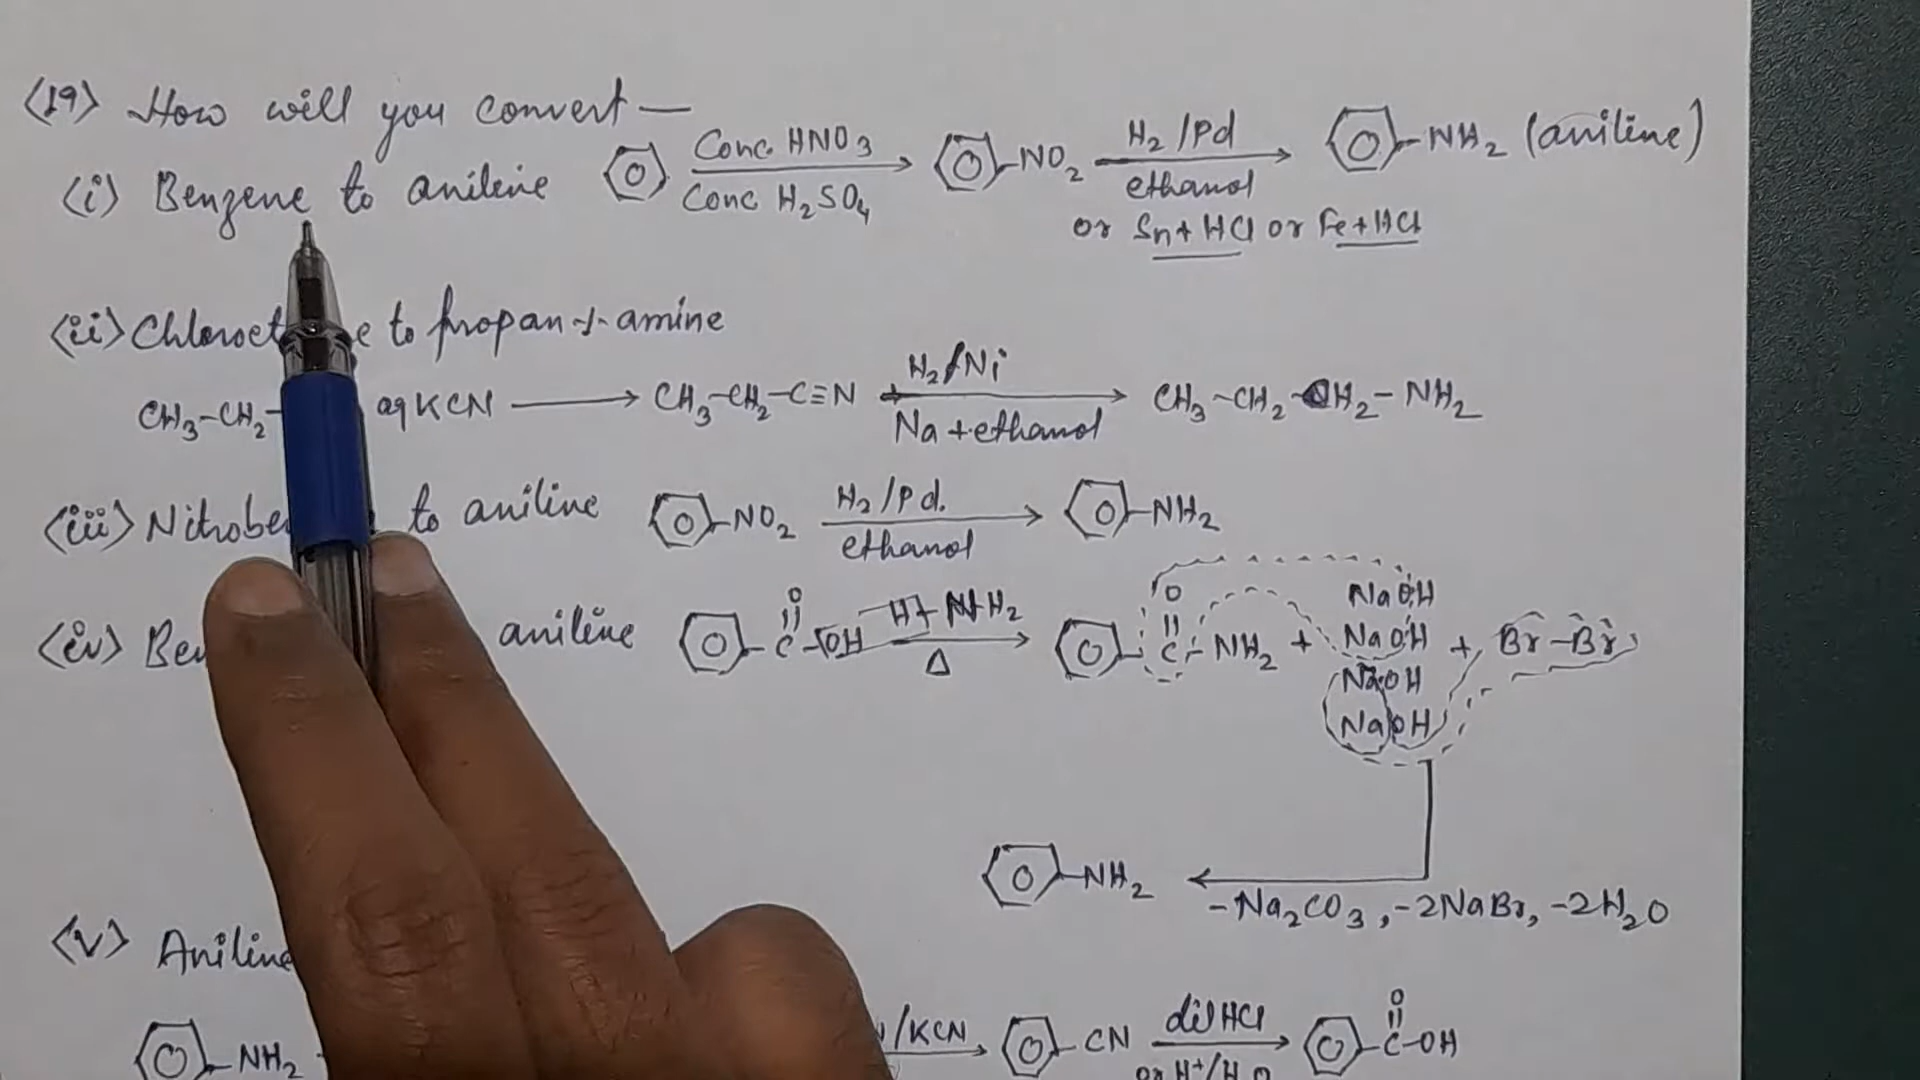 (19) How will you convert —
(i) Benzene to aniline Conc. HNO3 Conc H2SO4 -NO2 H2/Pd ethanol -NH2 (aniline)
or Sn+HCl or Fe+HCl
(ii) to propan-1-amine
CH3-CH2- aq KCN → CH3-CH2-C≡N + H2/Ni Na+ethanol → CH3-CH2-CH2-NH2
(iii) to aniline -NO2 H2/Pd. ethanol → -NH2
(iv) aniline O C-OH H+NH2 Δ → O C-NH2 + NaOH NaOH NaOH NaOH + Br-Br
-NH2 ← -Na2CO3, -2NaBr, -2H2O
(v) Aniline
-NH2 /KCN → -CN dil HCl or H+/H2O → O C-OH